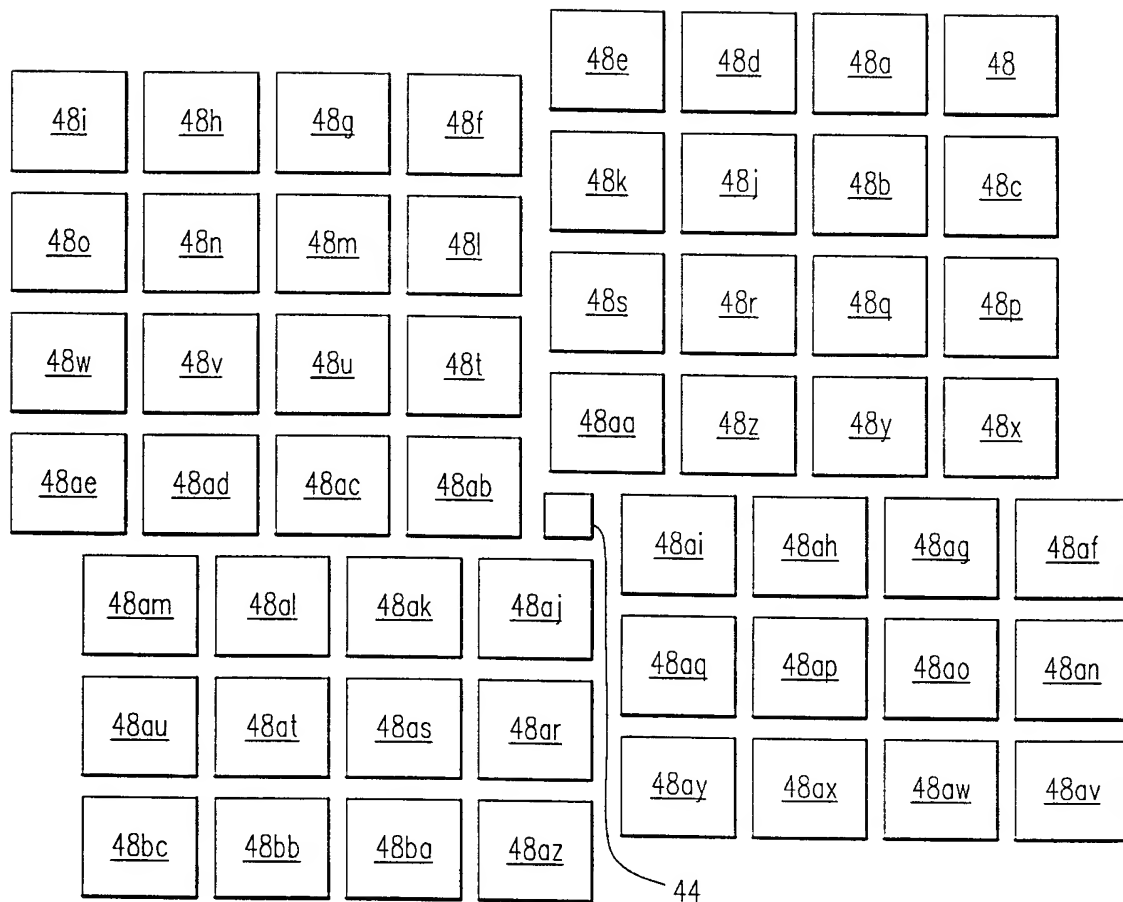 48e 48d 48a 48
48i 48h 48g 48f
48k 48j 48b 48c
48o 48n 48m 48l
48s 48r 48q 48p
48w 48v 48u 48t
48aa 48z 48y 48x
48ae 48ad 48ac 48ab
48ai 48ah 48ag 48af
48am 48al 48ak 48aj
48aq 48ap 48ao 48an
48au 48at 48as 48ar
48ay 48ax 48aw 48av
48bc 48bb 48ba 48az
44